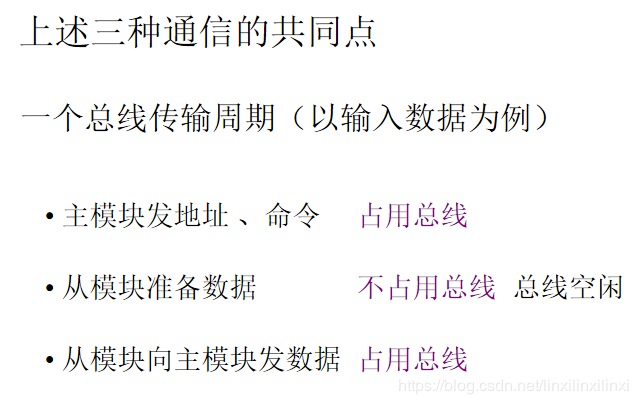 上述三种通信的共同点
一个总线传输周期（以输入数据为例）
• 主模块发地址 、命令 占用总线
• 从模块准备数据 不占用总线 总线空闲
• 从模块向主模块发数据 占用总线
https://blog.csdn.net/linxilinxilinxi